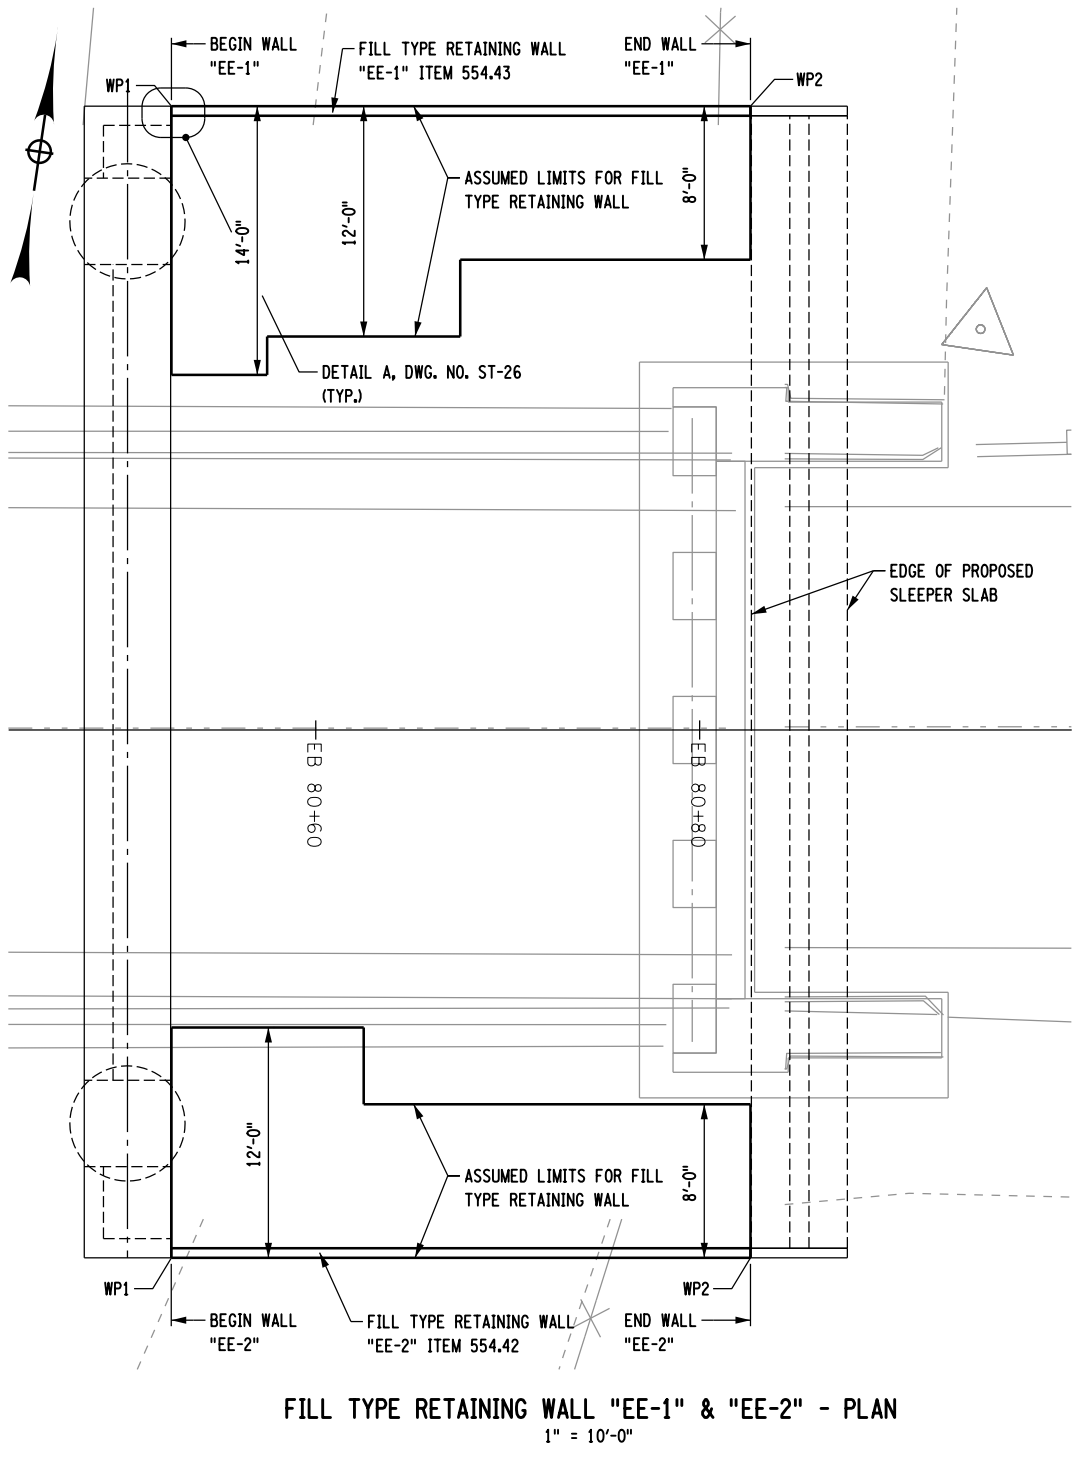 BEGIN WALL
"EE-1"
FILL TYPE RETAINING WALL
"EE-1" ITEM 554.43
END WALL
"EE-1"
WP1
WP2
ASSUMED LIMITS FOR FILL
TYPE RETAINING WALL
14'-0"
12'-0"
8'-0"
DETAIL A, DWG. NO. ST-26
(TYP.)
EDGE OF PROPOSED
SLEEPER SLAB
EB 80+60
EB 80+80
12'-0"
ASSUMED LIMITS FOR FILL
TYPE RETAINING WALL
8'-0"
WP1
WP2
BEGIN WALL
"EE-2"
FILL TYPE RETAINING WALL
"EE-2" ITEM 554.42
END WALL
"EE-2"
FILL TYPE RETAINING WALL "EE-1" & "EE-2" - PLAN
1" = 10'-0"